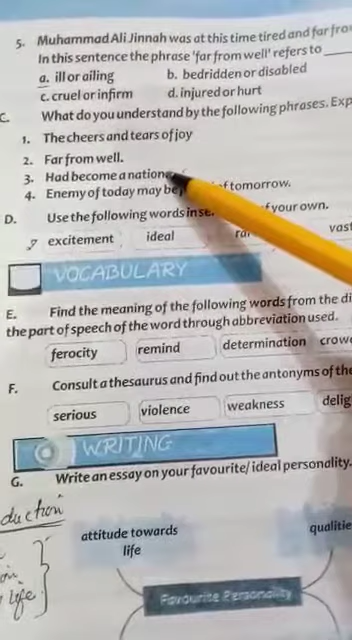 5. Muhammad Ali Jinnah was at this time tired and far
In this sentence the phrase 'far from well' refers to
a. ill or ailing b. bedridden or disabled
c. cruel or infirm d. injured or hurt
C. What do you understand by the following phrases.
1. The cheers and tears of joy
2. Far from well.
3. Had become a nation
4. Enemy of today may be of tomorrow.
D. Use the following words in of your own.
excitement ideal vast
VOCABULARY
E. Find the meaning of the following words from the
the part of speech of the word through abbreviation used.
ferocity remind determination
F. Consult a thesaurus and find out the antonyms of the
serious violence weakness
WRITING
G. Write an essay on your favourite/ ideal personality.
duction
attitude towards
life
life
Favourite Personality